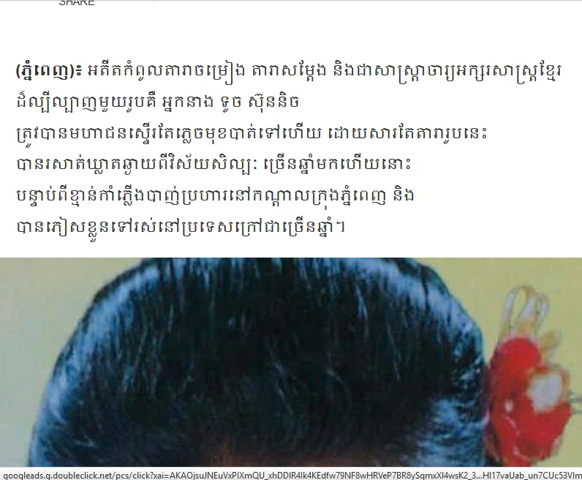 SHARE
(ភ្នំពេញ)៖ អតីតកំពូលតារាចម្រៀង តារាសម្តែង និងជាសាស្ត្រាចារ្យអក្សរសាស្ត្រខ្មែរ
ដ៏ល្បីល្បាញមួយរូបគឺ អ្នកនាង ទូច ស៊ុននិច
ត្រូវបានមហាជនស្ទើរតែភ្លេចមុខបាត់ទៅហើយ ដោយសារតែតារារូបនេះ
បានរសាត់ឃ្លាតឆ្ងាយពីវិស័យសិល្បៈ ច្រើនឆ្នាំមកហើយនោះ
បន្ទាប់ពីខ្មាន់កាំភ្លើងបាញ់ប្រហារនៅកណ្តាលក្រុងភ្នំពេញ និង
បានភៀសខ្លួនទៅរស់នៅប្រទេសក្រៅជាច្រើនឆ្នាំ។